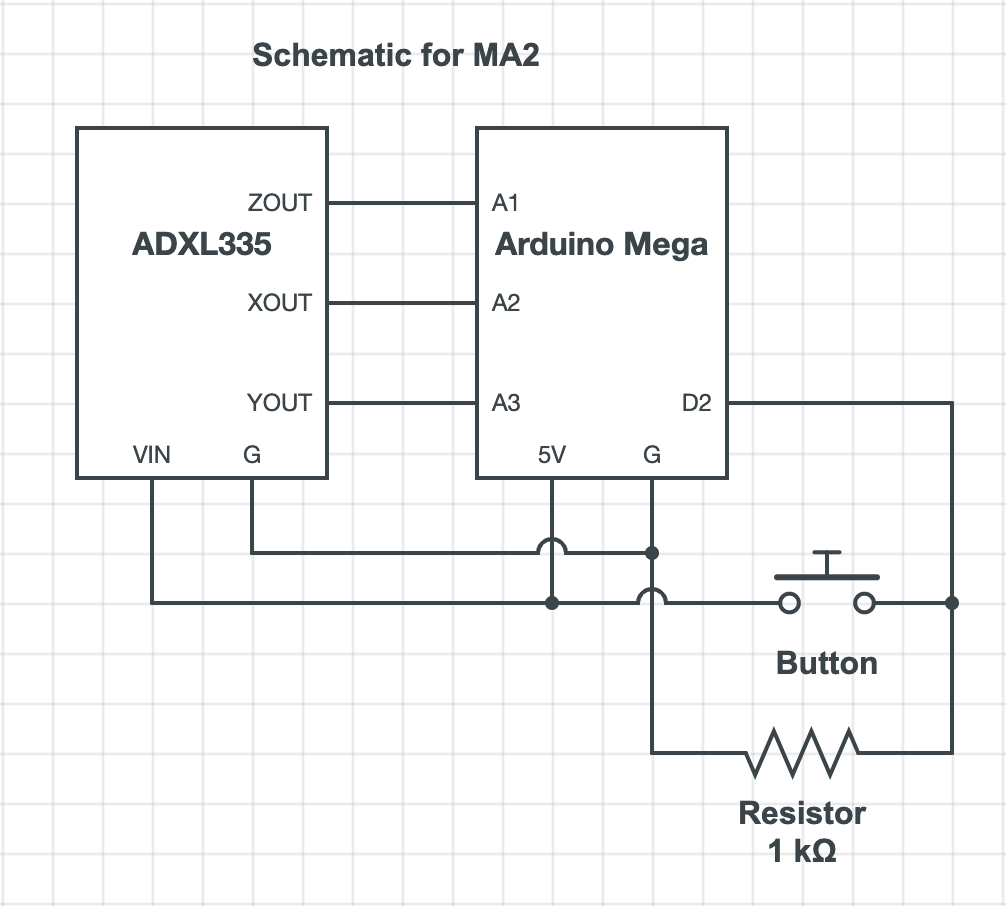 Schematic for MA2
ZOUT
A1
ADXL335
Arduino Mega
XOUT
A2
YOUT
A3
D2
VIN
G
5V
G
Button
Resistor
1 kΩ